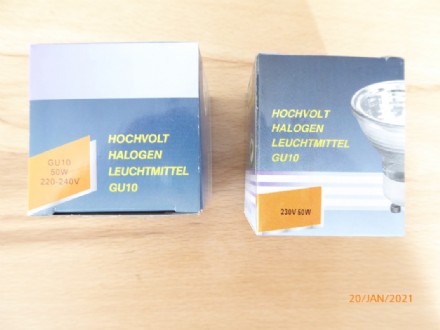 HOCHVOLT
HALOGEN
LEUCHTMITTEL
GU10
GU10
50W
220-240V
HOCHVOLT
HALOGEN
LEUCHTMITTEL
GU10
230V 50W
20/JAN/2021